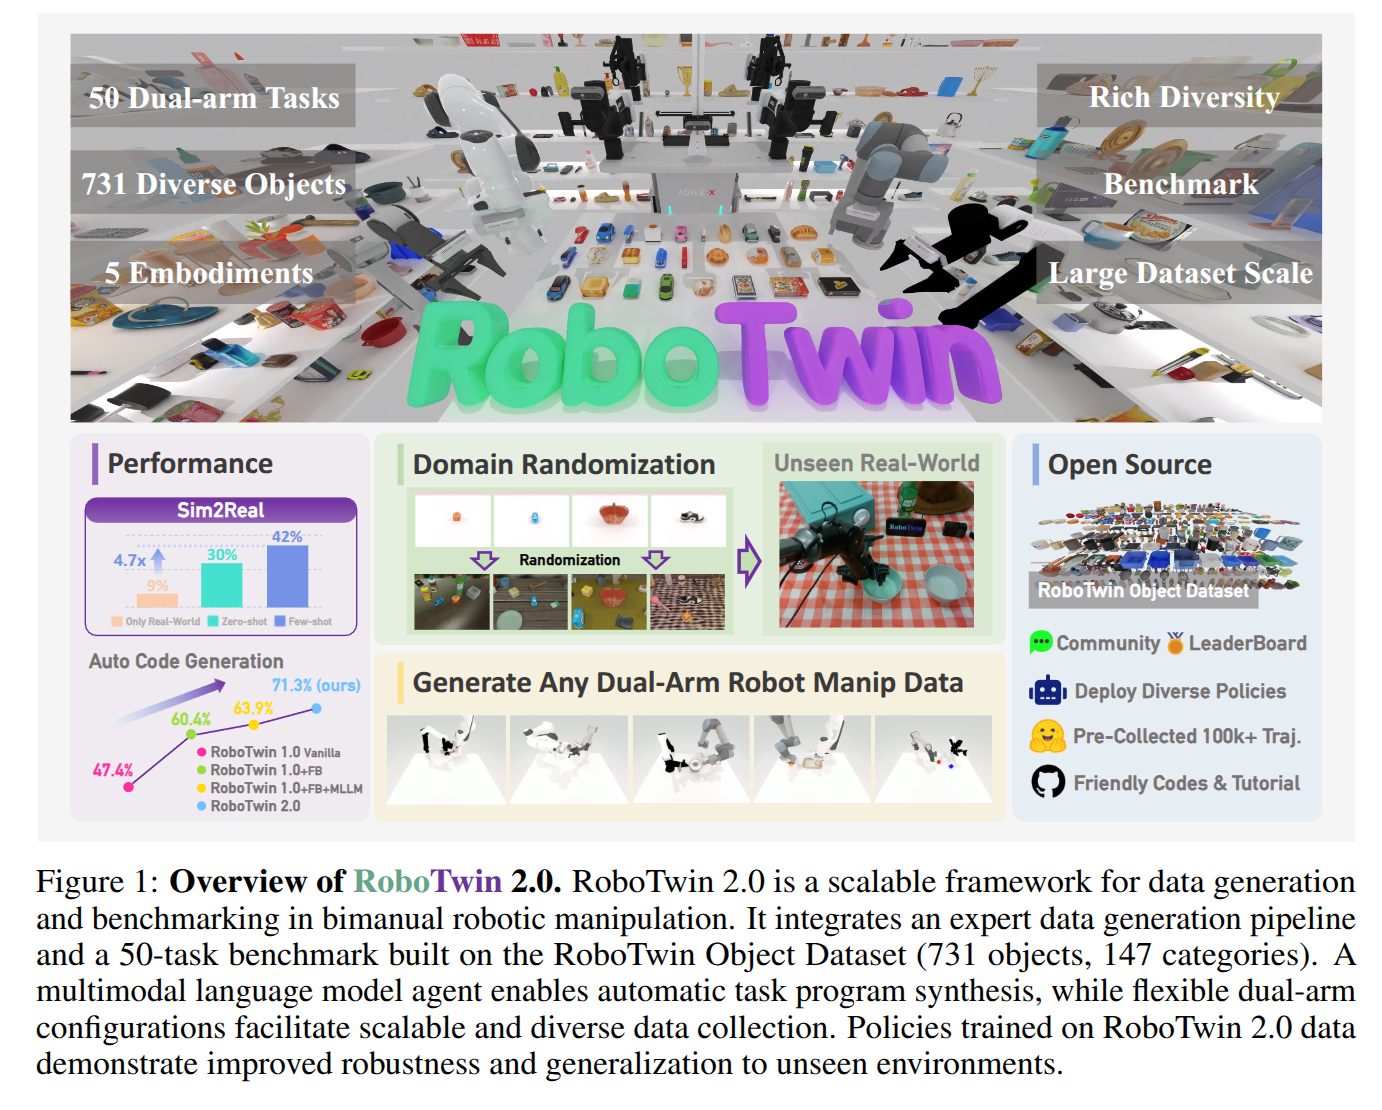 50 Dual-arm Tasks
731 Diverse Objects
5 Embodiments
Rich Diversity
Benchmark
Large Dataset Scale
AGILE·X
RoboTwin
Performance
Sim2Real
4.7x
9%
30%
42%
Only Real-World Zero-shot Few-shot
Auto Code Generation
47.4%
60.4%
63.9%
71.3% (ours)
RoboTwin 1.0 Vanilla
RoboTwin 1.0+FB
RoboTwin 1.0+FB+MLLM
RoboTwin 2.0
Domain Randomization
Randomization
Unseen Real-World
RoboTwin
Generate Any Dual-Arm Robot Manip Data
Open Source
RoboTwin Object Dataset
Community LeaderBoard
Deploy Diverse Policies
Pre-Collected 100k+ Traj.
Friendly Codes & Tutorial
Figure 1: Overview of RoboTwin 2.0. RoboTwin 2.0 is a scalable framework for data generation
and benchmarking in bimanual robotic manipulation. It integrates an expert data generation pipeline
and a 50-task benchmark built on the RoboTwin Object Dataset (731 objects, 147 categories). A
multimodal language model agent enables automatic task program synthesis, while flexible dual-arm
configurations facilitate scalable and diverse data collection. Policies trained on RoboTwin 2.0 data
demonstrate improved robustness and generalization to unseen environments.